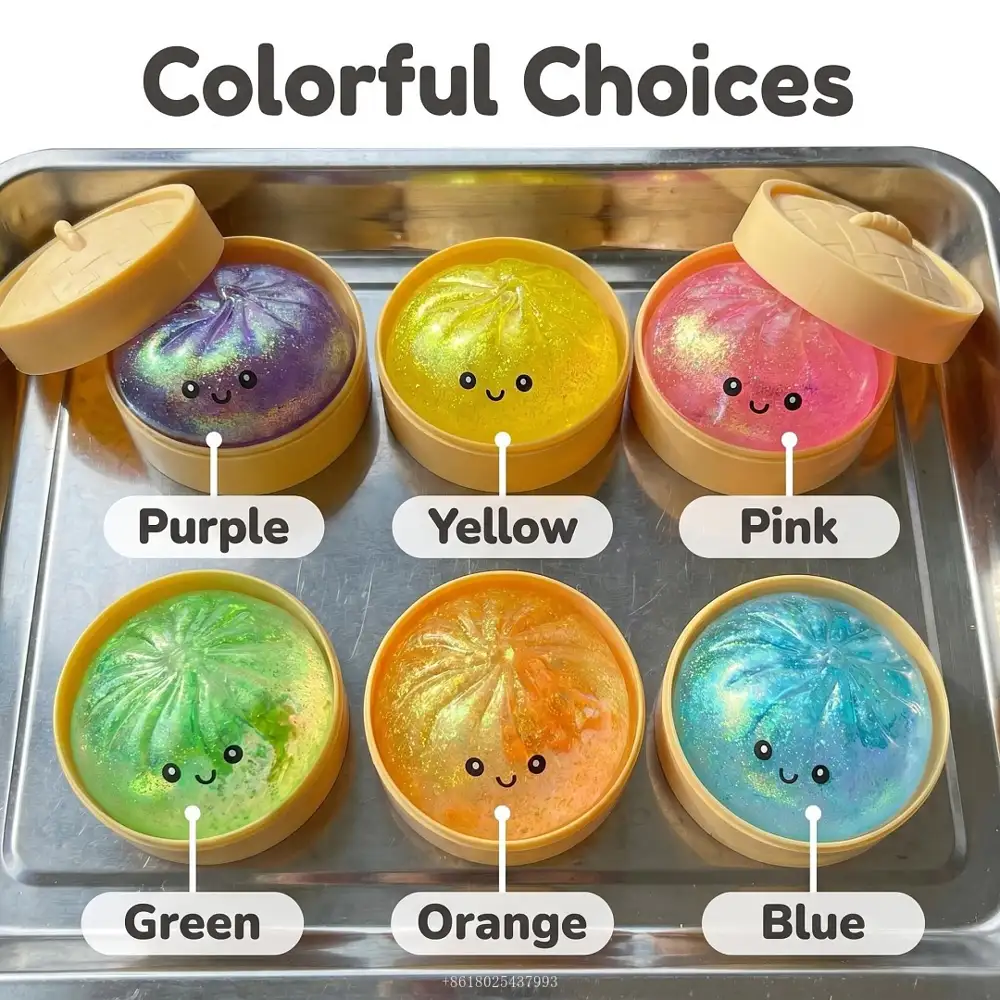 Colorful Choices
Purple
Yellow
Pink
Green
Orange
Blue
+8618025437993